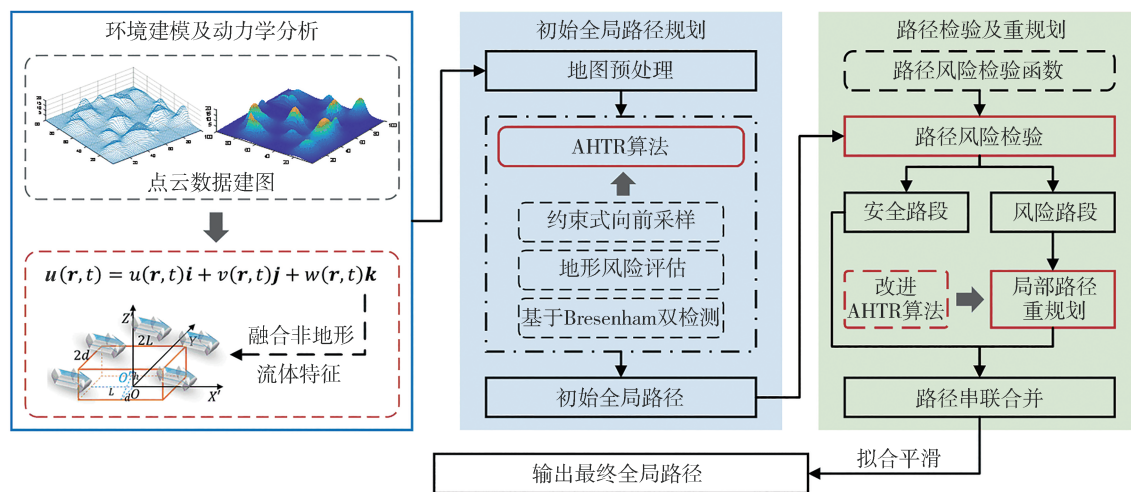 环境建模及动力学分析
点云数据建图
u(r,t) = u(r,t)i + v(r,t)j + w(r,t)k
融合非地形
流体特征
Z'
2L
Y'
2d
O'
h
L
O
d
X'
初始全局路径规划
地图预处理
AHTR算法
约束式向前采样
地形风险评估
基于Bresenham双检测
初始全局路径
路径检验及重规划
路径风险检验函数
路径风险检验
安全路段
风险路段
改进
AHTR算法
局部路径
重规划
路径串联合并
拟合平滑
输出最终全局路径